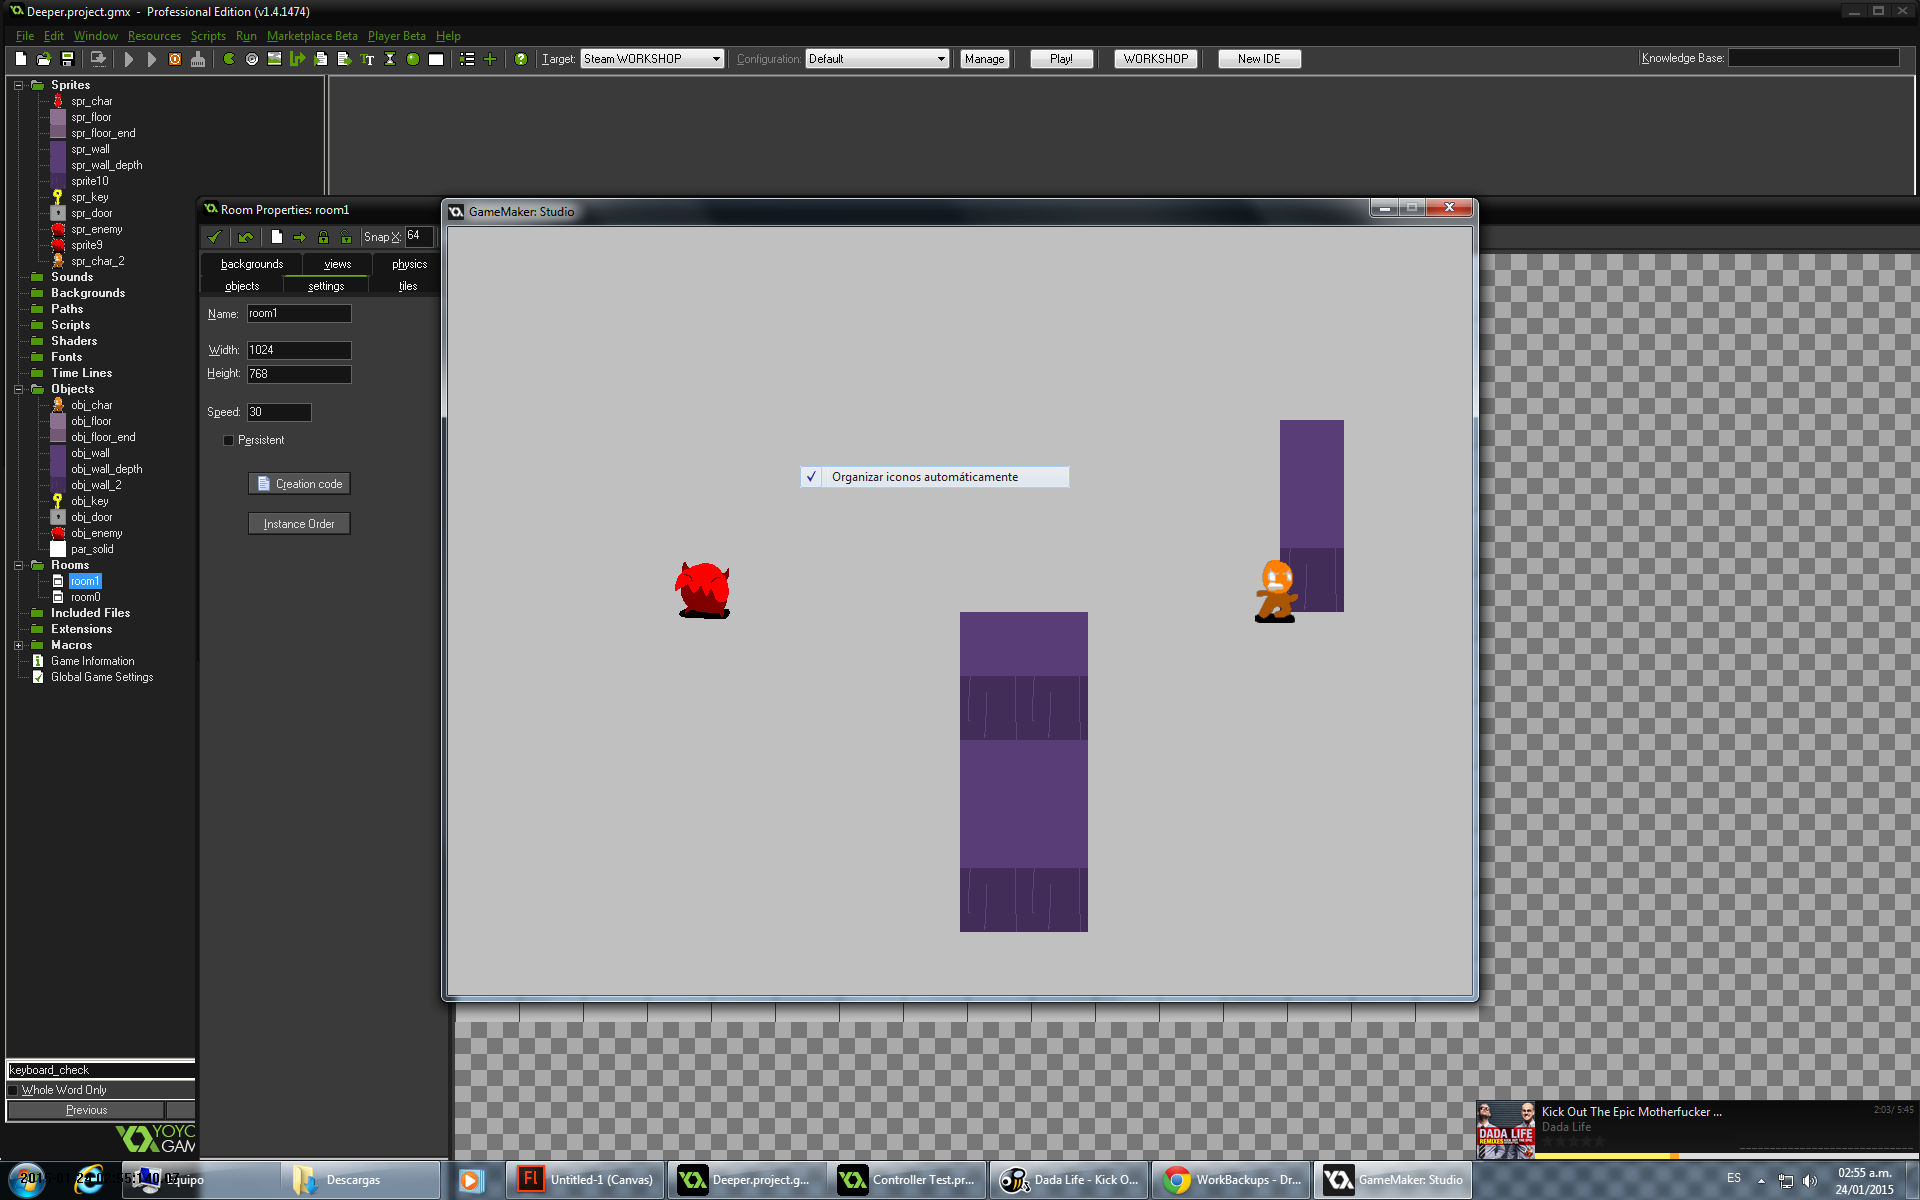 Deeper.project.gmx - Professional Edition (v1.4.1474)
File Edit Window Resources Scripts Run Marketplace Beta Player Beta Help
Target: Steam WORKSHOP Configuration: Default Manage Play! WORKSHOP New IDE Knowledge Base:
Sprites
spr_char
spr_floor
spr_floor_end
spr_wall
spr_wall_depth
sprite10
spr_key
spr_door
spr_enemy
sprite9
spr_char_2
Sounds
Backgrounds
Paths
Scripts
Shaders
Fonts
Time Lines
Objects
obj_char
obj_floor
obj_floor_end
obj_wall
obj_wall_depth
obj_wall_2
obj_key
obj_door
obj_enemy
par_solid
Rooms
room1
room0
Included Files
Extensions
Macros
Game Information
Global Game Settings
keyboard_check
Whole Word Only
Previous
YOYO
GAM
Room Properties: room1
Snap X: 64
backgrounds views physics
objects settings tiles
Name: room1
Width: 1024
Height: 768
Speed: 30
Persistent
Creation code
Instance Order
GameMaker: Studio
Organizar iconos automáticamente
Kick Out The Epic Motherfucker ...
2:03/ 5:45
Dada Life
DADA LIFE
Equipo
Descargas
Untitled-1 (Canvas)
Deeper.project.g...
Controller Test.pr...
Dada Life - Kick O...
WorkBackups - Dr...
GameMaker: Studio
ES
02:55 a.m.
24/01/2015